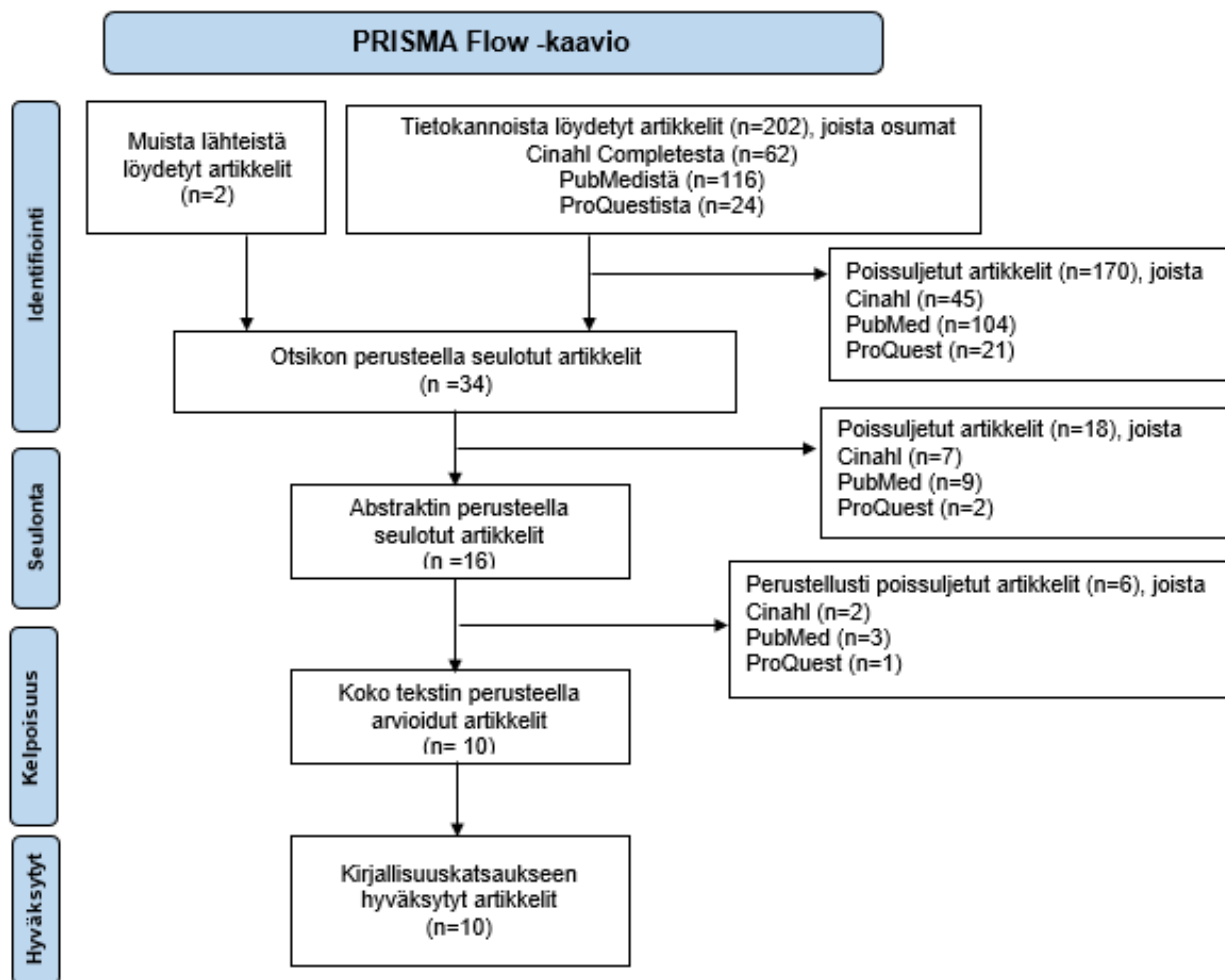 PRISMA Flow -kaavio
Identifiointi
Muista lähteistä
löydetyt artikkelit
(n=2)
Tietokannoista löydetyt artikkelit (n=202), joista osumat
Cinahl Completesta (n=62)
PubMedistä (n=116)
ProQuestista (n=24)
Poissuljetut artikkelit (n=170), joista
Cinahl (n=45)
PubMed (n=104)
ProQuest (n=21)
Otsikon perusteella seulotut artikkelit
(n =34)
Poissuljetut artikkelit (n=18), joista
Cinahl (n=7)
PubMed (n=9)
ProQuest (n=2)
Seulonta
Abstraktin perusteella
seulotut artikkelit
(n =16)
Perustellusti poissuljetut artikkelit (n=6), joista
Cinahl (n=2)
PubMed (n=3)
ProQuest (n=1)
Kelpoisuus
Koko tekstin perusteella
arvioidut artikkelit
(n= 10)
Hyväksytyt
Kirjallisuuskatsaukseen
hyväksytyt artikkelit
(n=10)